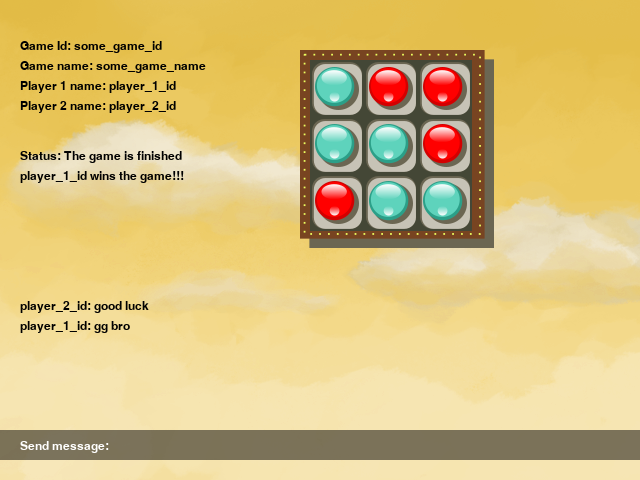 Game Id: some_game_id
Game name: some_game_name
Player 1 name: player_1_id
Player 2 name: player_2_id
Status: The game is finished
player_1_id wins the game!!!
player_2_id: good luck
player_1_id: gg bro
Send message: